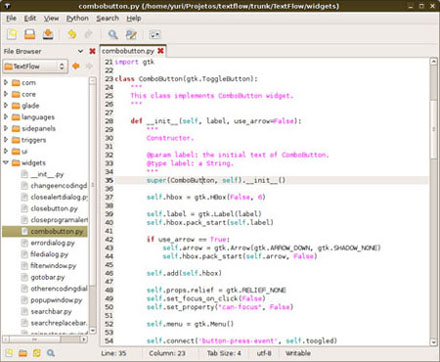 combobutton.py (/home/yuri/Projetos/textflow/trunk/TextFlow/widgets)
File Edit View Python Search Help
File Browser
TextFlow
com
core
glade
languages
sidepanels
triggers
ui
widgets
__init__.py
changeencodingd
closealertdialog.p
closebutton.py
closeprogramalert
combobutton.py
errordialog.py
filedialog.py
filterwindow.py
gotobar.py
otherencodingdial
popupwindow.py
searchbar.py
searchreplacebar.
combobutton.py
21 import gtk
22
23 class ComboButton(gtk.ToggleButton):
24 """
25 This class implements ComboButton widget.
26 """
27
28 def __init__(self, label, use_arrow=False):
29 """
30 Constructor.
31
32 @param label: the initial text of ComboButton.
33 @type label: a String.
34 """
35 super(ComboButton, self).__init__()
36
37 self.hbox = gtk.HBox(False, 6)
38
39 self.label = gtk.Label(label)
40 self.hbox.pack_start(self.label)
41
42 if use_arrow == True:
43 self.arrow = gtk.Arrow(gtk.ARROW_DOWN, gtk.SHADOW_NONE)
44 self.hbox.pack_start(self.arrow, False)
45
46 self.add(self.hbox)
47
48 self.props.relief = gtk.RELIEF_NONE
49 self.set_focus_on_click(False)
50 self.set_property("can-focus", False)
51
52 self.menu = gtk.Menu()
53
54 self.connect('button-press-event', self.toogled)
Line: 35 Column: 23 Tab Size: 4 utf-8 Writable